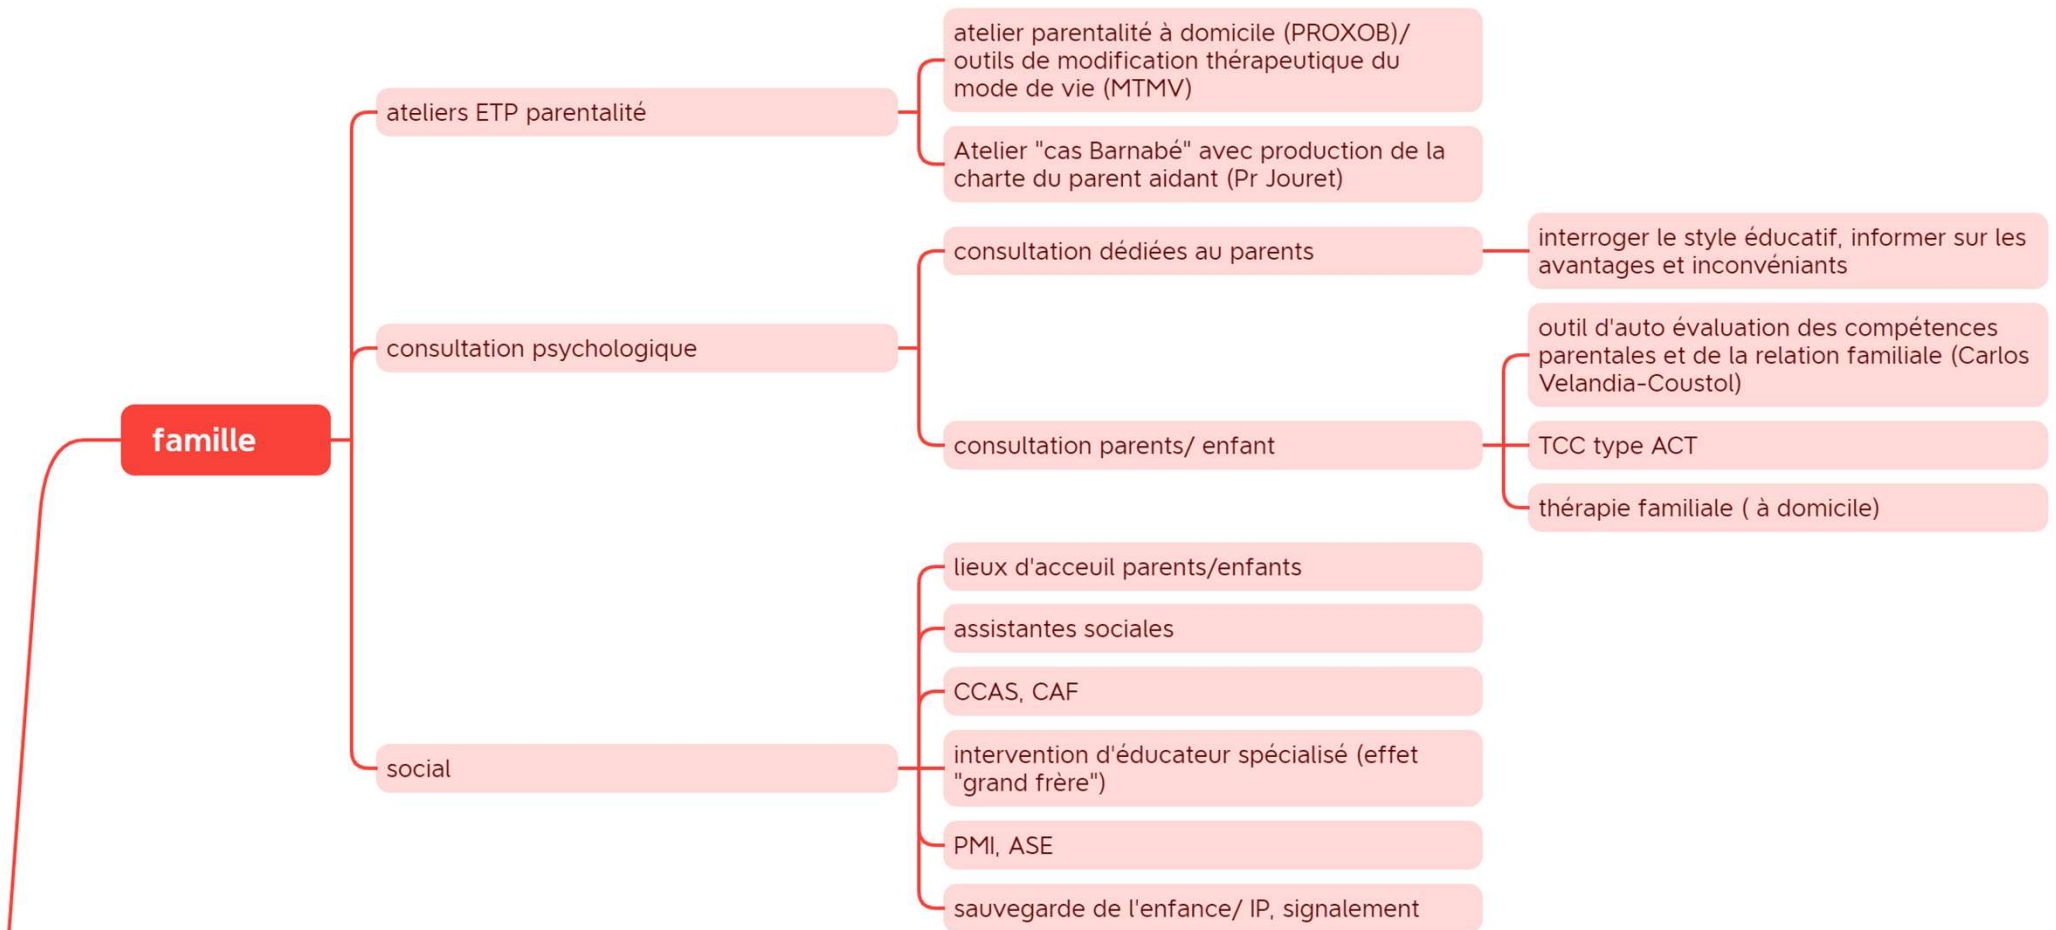 famille
ateliers ETP parentalité
atelier parentalité à domicile (PROXOB)/
outils de modification thérapeutique du
mode de vie (MTMV)
Atelier "cas Barnabé" avec production de la
charte du parent aidant (Pr Jouret)
consultation psychologique
consultation dédiées au parents
interroger le style éducatif, informer sur les
avantages et inconvéniants
consultation parents/ enfant
outil d'auto évaluation des compétences
parentales et de la relation familiale (Carlos
Velandia-Coustol)
TCC type ACT
thérapie familiale ( à domicile)
social
lieux d'acceuil parents/enfants
assistantes sociales
CCAS, CAF
intervention d'éducateur spécialisé (effet
"grand frère")
PMI, ASE
sauvegarde de l'enfance/ IP, signalement